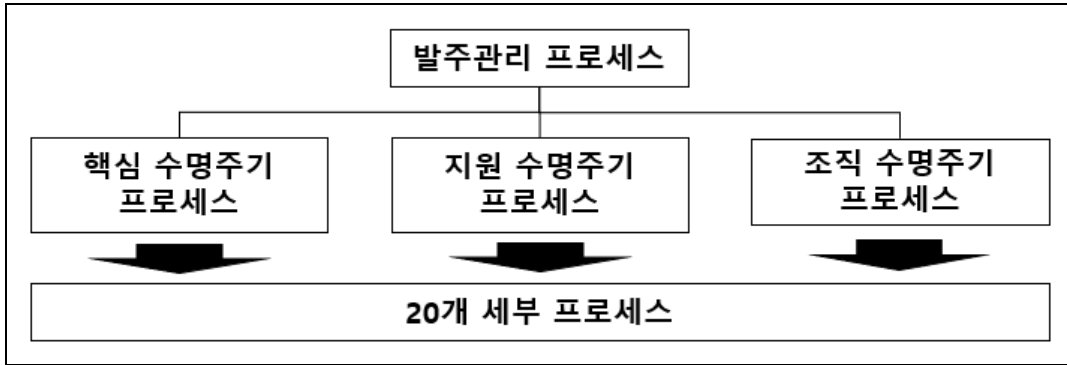 발주관리 프로세스
핵심 수명주기
프로세스
지원 수명주기
프로세스
조직 수명주기
프로세스
20개 세부 프로세스